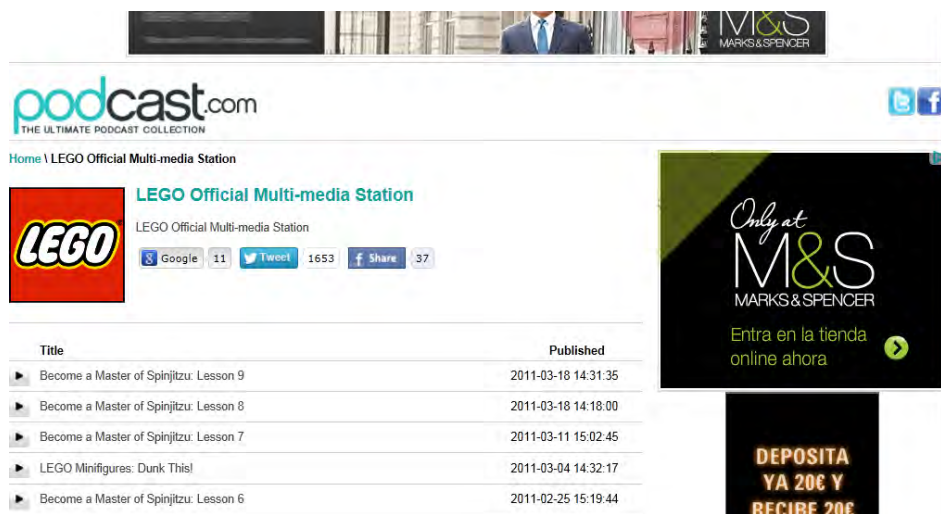 M&S
MARKS & SPENCER
podcast.com
THE ULTIMATE PODCAST COLLECTION
Home \ LEGO Official Multi-media Station
LEGO
LEGO Official Multi-media Station
LEGO Official Multi-media Station
Google 11 Tweet 1653 Share 37
Title Published
Become a Master of Spinjitzu: Lesson 9 2011-03-18 14:31:35
Become a Master of Spinjitzu: Lesson 8 2011-03-18 14:18:00
Become a Master of Spinjitzu: Lesson 7 2011-03-11 15:02:45
LEGO Minifigures: Dunk This! 2011-03-04 14:32:17
Become a Master of Spinjitzu: Lesson 6 2011-02-25 15:19:44
Only at
M&S
MARKS & SPENCER
Entra en la tienda
online ahora
DEPOSITA
YA 20€ Y
RECIBE 20€